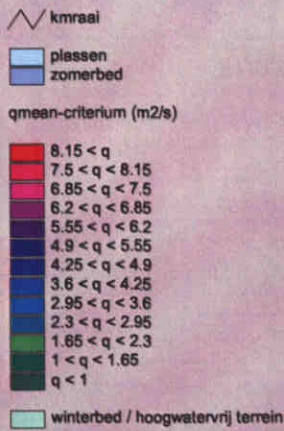 kmraai
plassen
zomerbed
qmean-criterium (m2/s)
8.15 < q
7.5 < q < 8.15
6.85 < q < 7.5
6.2 < q < 6.85
5.55 < q < 6.2
4.9 < q < 5.55
4.25 < q < 4.9
3.6 < q < 4.25
2.95 < q < 3.6
2.3 < q < 2.95
1.65 < q < 2.3
1 < q < 1.65
q < 1
winterbed / hoogwatervrij terrein